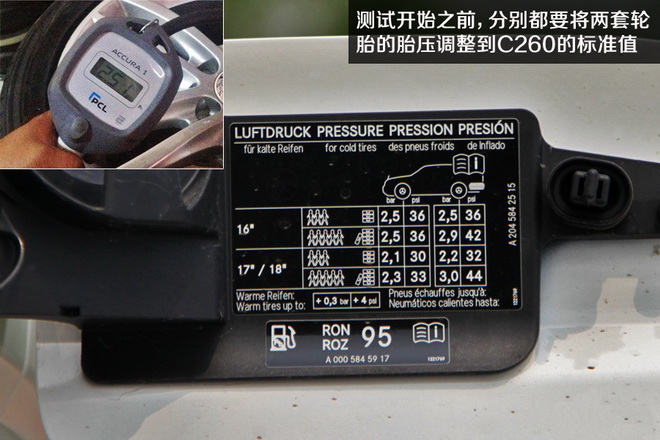 测试开始之前，分别都要将两套轮
胎的胎压调整到C260的标准值
ACCURA 1
251
PCL
LUFTDRUCK PRESSURE PRESSION PRESIÓN
für kalte Reifen for cold tires des pneus froids de Inflado
bar psi bar psi
16" 2,5 36 2,5 36
2,5 36 2,9 42
17" / 18" 2,1 30 2,2 32
2,3 33 3,0 44
Warme Reifen: Pneus échauffes jusqu'à:
Warm tires up to: + 0,3 bar + 4 psi Neumáticos calientes hasta:
A 204 584 25 15
RON
ROZ 95
A 000 584 59 17